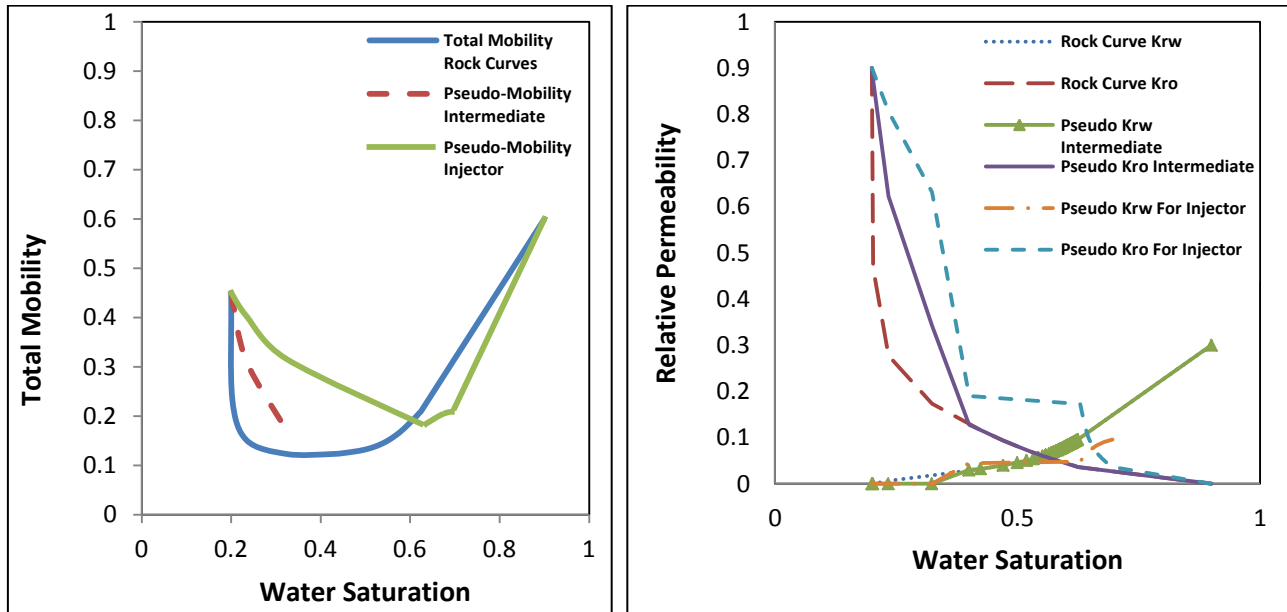 1
0.9
0.8
0.7
0.6
0.5
0.4
0.3
0.2
0.1
0
0
0.2
0.4
0.6
0.8
1
Total Mobility
Water Saturation
Total Mobility
Rock Curves
Pseudo-Mobility
Intermediate
Pseudo-Mobility
Injector
1
0.9
0.8
0.7
0.6
0.5
0.4
0.3
0.2
0.1
0
0
0.5
1
Relative Permeability
Water Saturation
Rock Curve Krw
Rock Curve Kro
Pseudo Krw
Intermediate
Pseudo Kro Intermediate
Pseudo Krw For Injector
Pseudo Kro For Injector